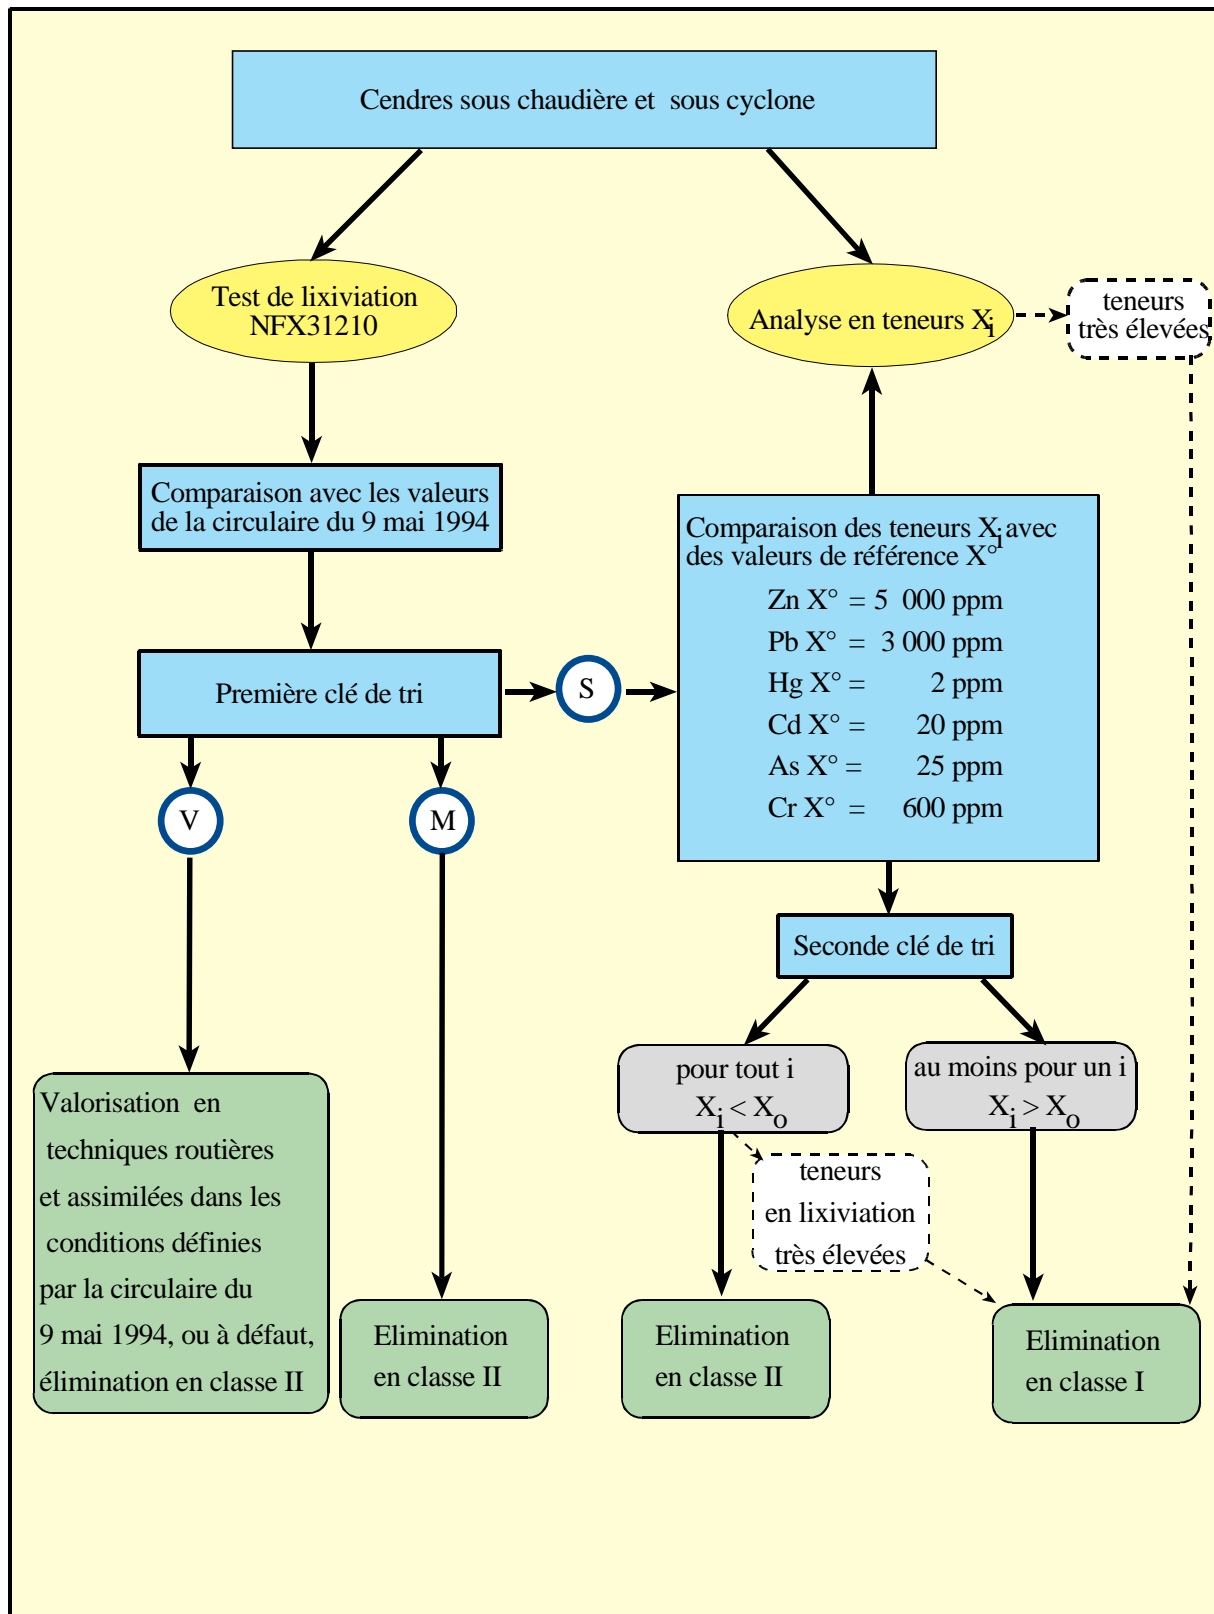 Cendres sous chaudière et sous cyclone
Test de lixiviation
NFX31210
Analyse en teneurs Xi
teneurs
très élevées
Comparaison avec les valeurs
de la circulaire du 9 mai 1994
Comparaison des teneurs Xi avec
des valeurs de référence X°
Zn X° = 5 000 ppm
Pb X° = 3 000 ppm
Hg X° = 2 ppm
Cd X° = 20 ppm
As X° = 25 ppm
Cr X° = 600 ppm
Première clé de tri
S
V
M
Seconde clé de tri
pour tout i
Xi < Xo
au moins pour un i
Xi > Xo
teneurs
en lixiviation
très élevées
Valorisation en
techniques routières
et assimilées dans les
conditions définies
par la circulaire du
9 mai 1994, ou à défaut,
élimination en classe II
Elimination
en classe II
Elimination
en classe II
Elimination
en classe I